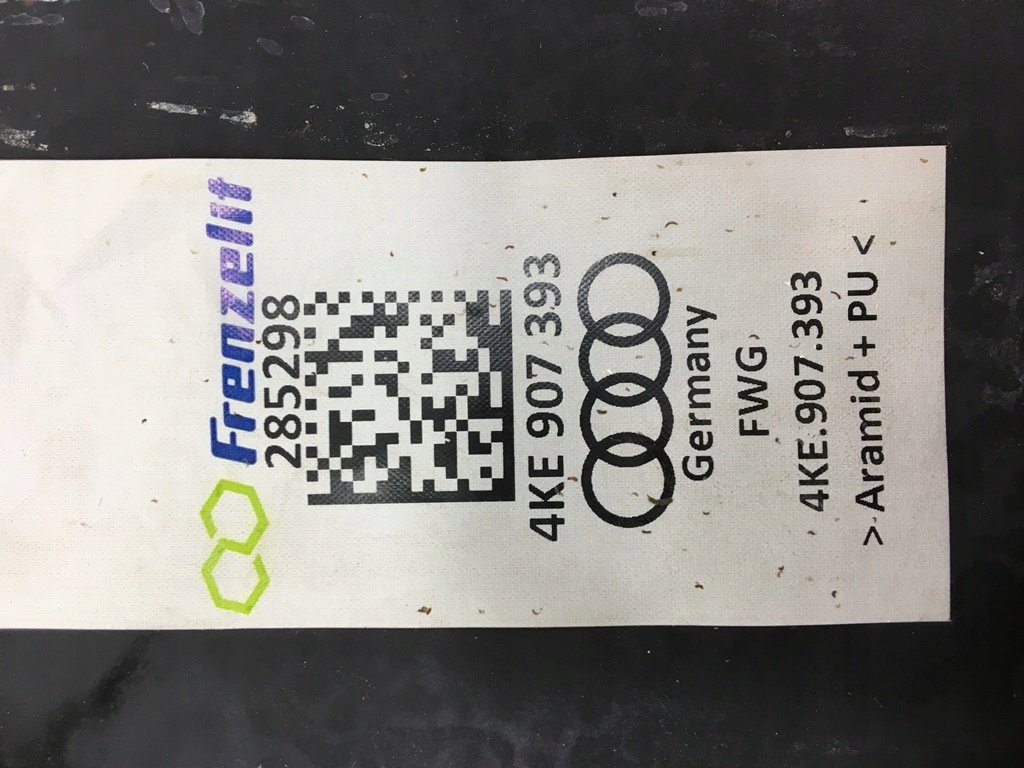 Frenzelit
285298
4KE 907 393
Germany
FWG
4KE.907.393
> Aramid + PU <